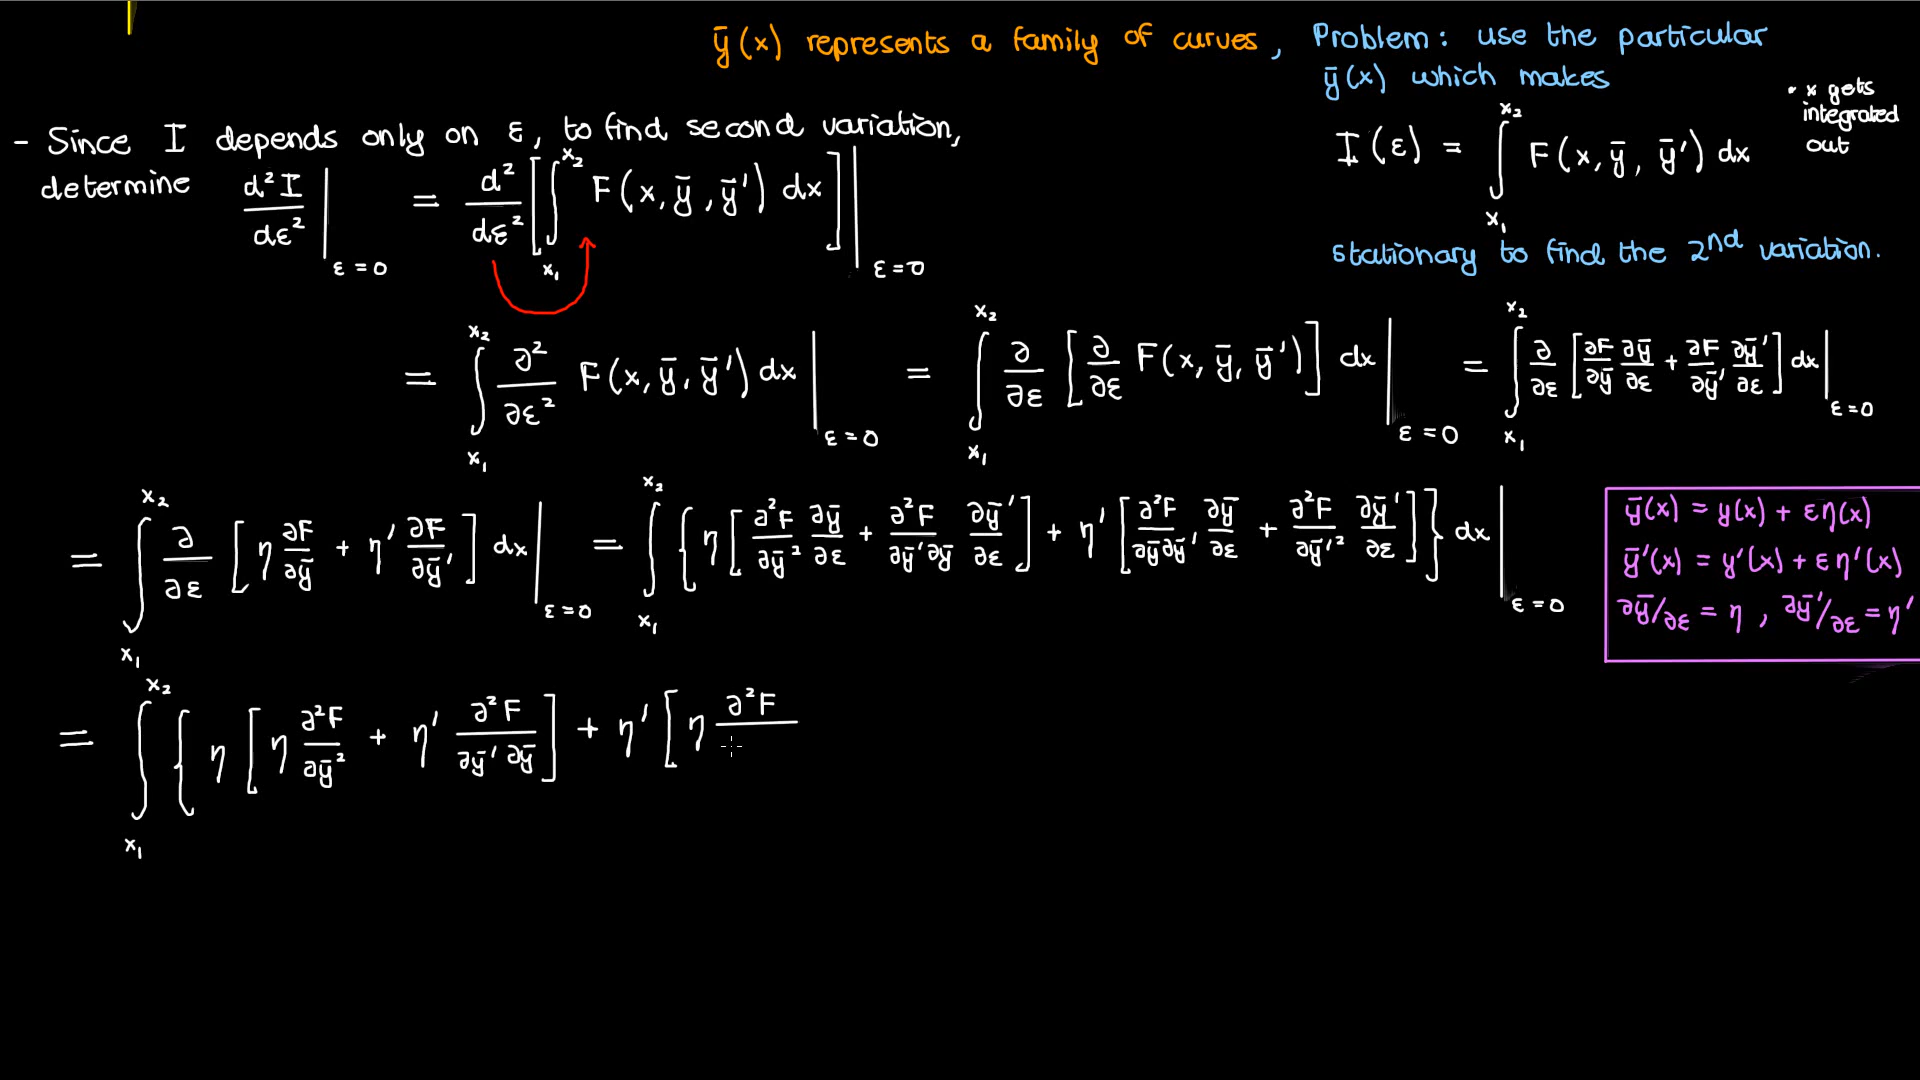 ȳ(x) represents a family of curves, Problem: use the particular
ȳ(x) which makes
I(ε) = ∫_{x₁}^{x₂} F(x, ȳ, ȳ′) dx
• x gets
integrated
out
stationary to find the 2nd variation.
- Since I depends only on ε, to find second variation,
determine d²I/dε² |_{ε=0} = d²/dε² [∫_{x₁}^{x₂} F(x, ȳ, ȳ′) dx] |_{ε=0}
= ∫_{x₁}^{x₂} ∂²/∂ε² F(x, ȳ, ȳ′) dx |_{ε=0} = ∫_{x₁}^{x₂} ∂/∂ε [∂/∂ε F(x, ȳ, ȳ′)] dx |_{ε=0} = ∫_{x₁}^{x₂} ∂/∂ε [∂F/∂ȳ ∂ȳ/∂ε + ∂F/∂ȳ′ ∂ȳ′/∂ε] dx |_{ε=0}
= ∫_{x₁}^{x₂} ∂/∂ε [η ∂F/∂ȳ + η′ ∂F/∂ȳ′] dx |_{ε=0} = ∫_{x₁}^{x₂} {η [∂²F/∂ȳ² ∂ȳ/∂ε + ∂²F/∂ȳ′∂ȳ ∂ȳ′/∂ε] + η′ [∂²F/∂ȳ∂ȳ′ ∂ȳ/∂ε + ∂²F/∂ȳ′² ∂ȳ′/∂ε]} dx |_{ε=0}
ȳ(x) = y(x) + εη(x)
ȳ′(x) = y′(x) + εη′(x)
∂ȳ/∂ε = η , ∂ȳ′/∂ε = η′
= ∫_{x₁}^{x₂} {η [η ∂²F/∂ȳ² + η′ ∂²F/∂ȳ′∂ȳ] + η′ [η ∂²F/